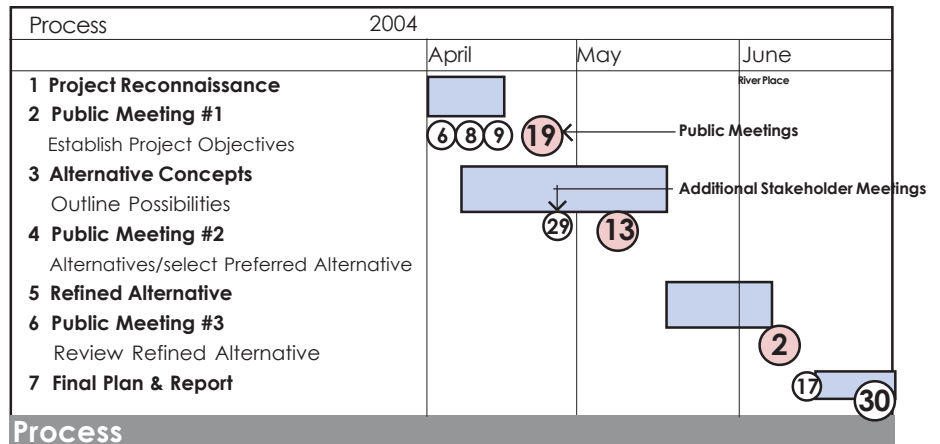 Process 2004
April May June
1 Project Reconnaissance
River Place
2 Public Meeting #1
6 8 9 19 Public Meetings
Establish Project Objectives
3 Alternative Concepts
Additional Stakeholder Meetings
Outline Possibilities
29 13
4 Public Meeting #2
Alternatives/select Preferred Alternative
5 Refined Alternative
6 Public Meeting #3
2
Review Refined Alternative
7 Final Plan & Report
17 30
Process